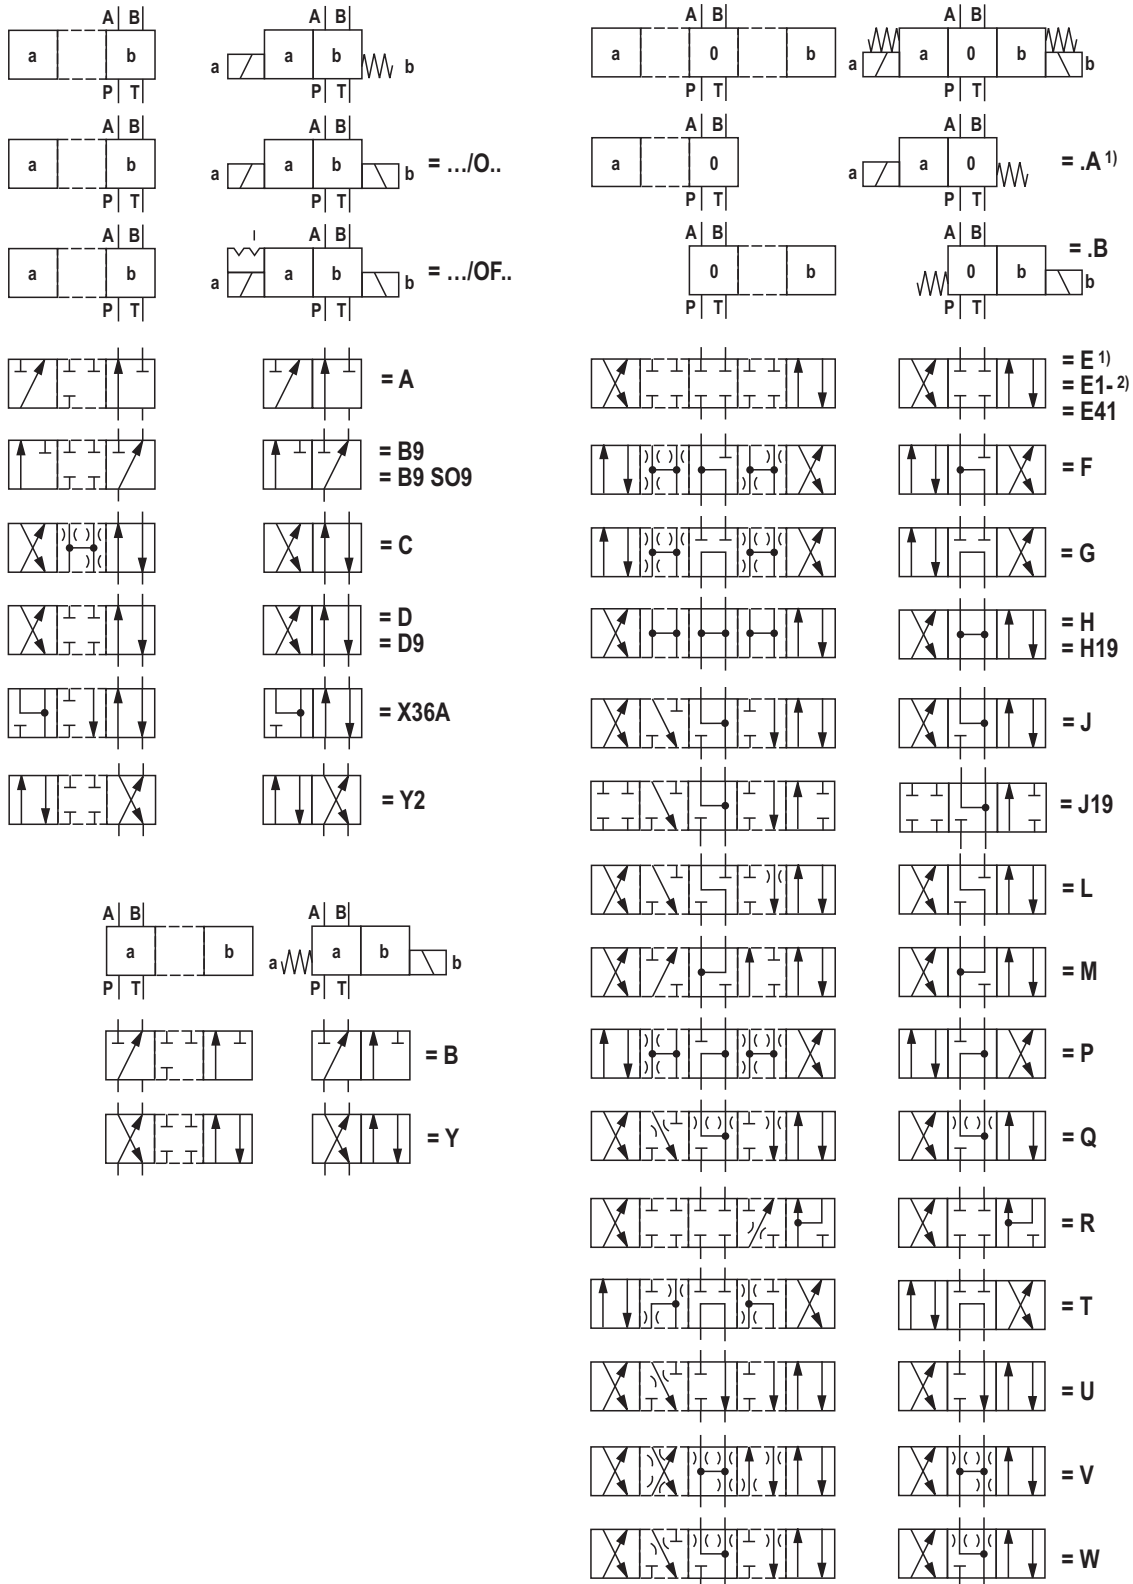 A B
a b
P T
A B
a a b b
P T
A B
a b
P T
A B
a a b b = .../O..
P T
A B
a b
P T
A B
a a b b = .../OF..
P T
= A
= B9
= B9 SO9
= C
= D
= D9
= X36A
= Y2
A B
a b
P T
A B
a a b b
P T
= B
= Y
A B
a 0 b
P T
A B
a a 0 b b
P T
A B
a 0
P T
A B
a a 0 = .A 1)
P T
A B
0 b
P T
A B
= .B
0 b b
P T
= E 1)
= E1- 2)
= E41
= F
= G
= H
= H19
= J
= J19
= L
= M
= P
= Q
= R
= T
= U
= V
= W